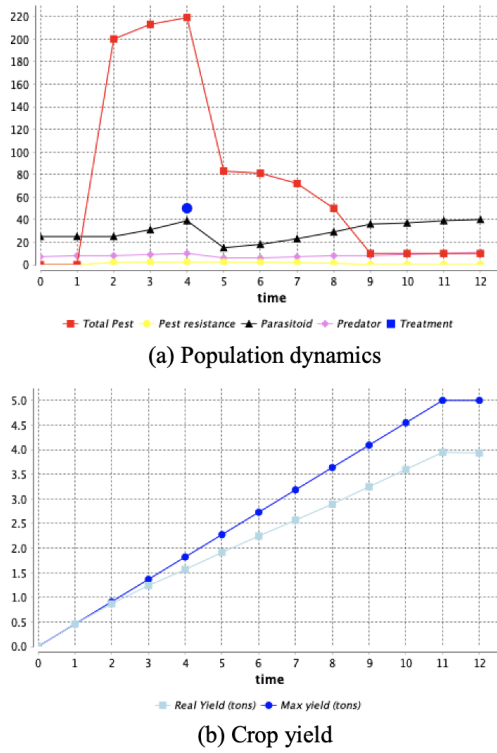 220
200
180
160
140
120
100
80
60
40
20
0
0 1 2 3 4 5 6 7 8 9 10 11 12
time
Total Pest Pest resistance Parasitoid Predator Treatment
(a) Population dynamics
5.0
4.5
4.0
3.5
3.0
2.5
2.0
1.5
1.0
0.5
0.0
0 1 2 3 4 5 6 7 8 9 10 11 12
time
Real Yield (tons) Max yield (tons)
(b) Crop yield